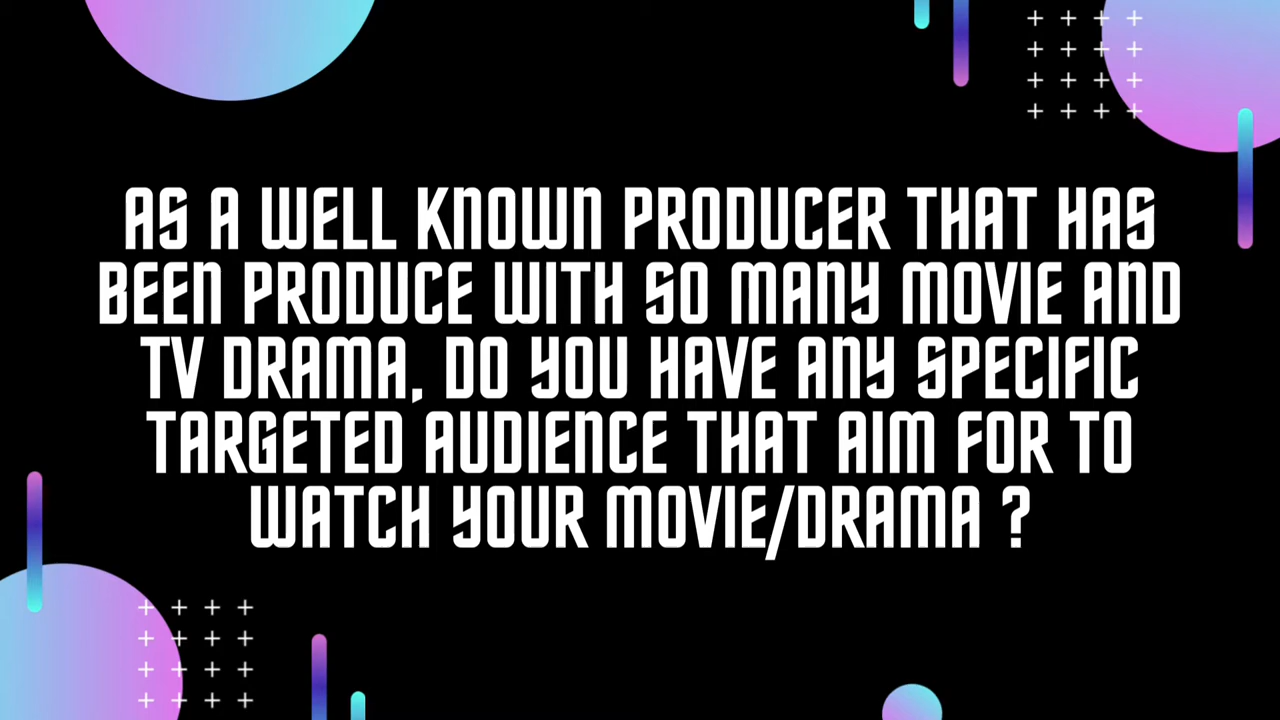 AS A WELL KNOWN PRODUCER THAT HAS
BEEN PRODUCE WITH SO MANY MOVIE AND
TV DRAMA, DO YOU HAVE ANY SPECIFIC
TARGETED AUDIENCE THAT AIM FOR TO
WATCH YOUR MOVIE/DRAMA ?